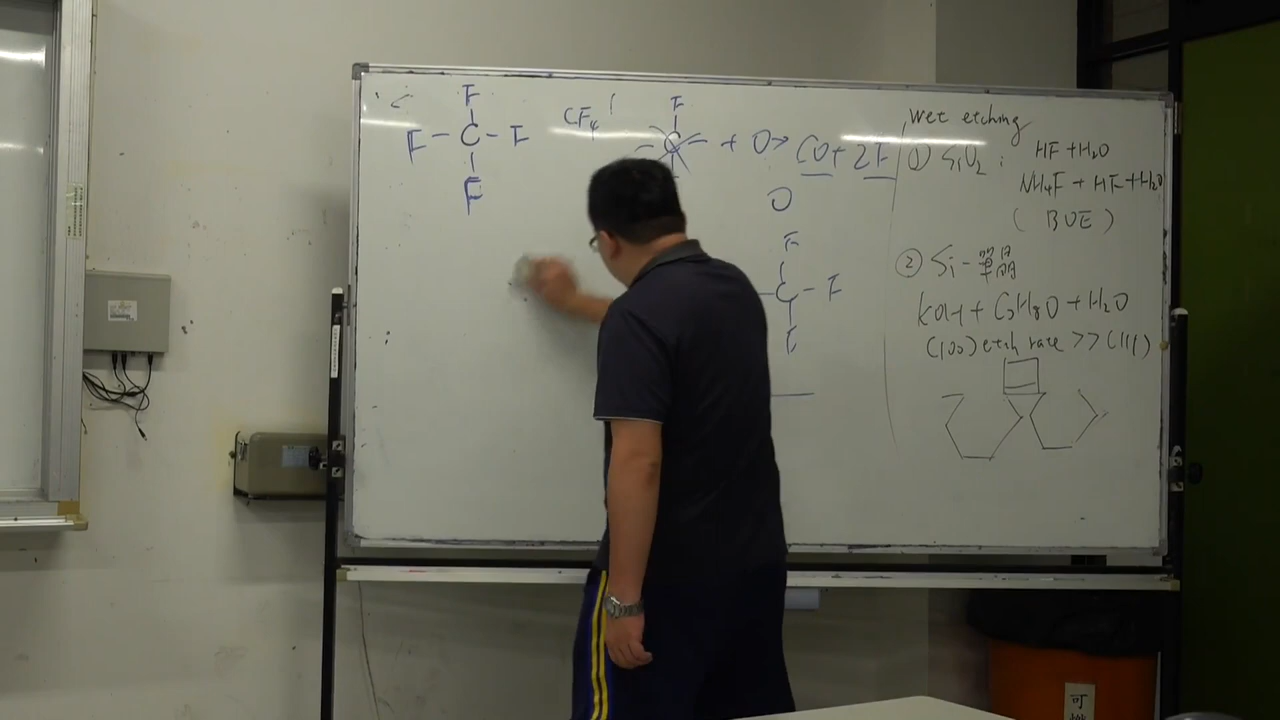 F
F - C - F
F
CF4
F
C + O > CO + 2F
O
F
C - F
F
Wet etching
① SiO2 :
HF + H2O
NH4F + HF + H2O
( BOE )
② Si - 單晶
KOH + C3H8O + H2O
(100) etch rate >> (111)
可